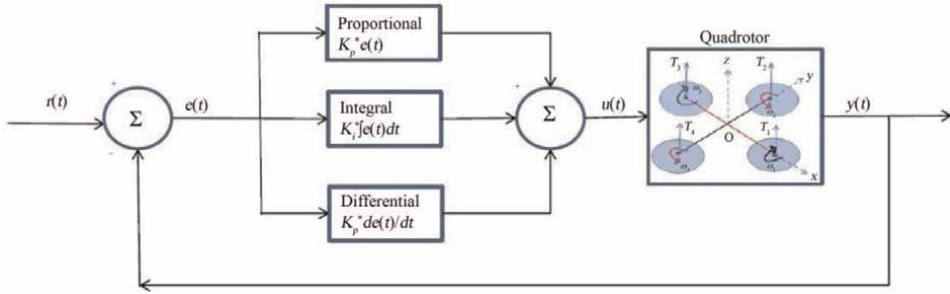 Proportional
K_p*e(t)
Quadrotor
r(t)
+
Σ
−
e(t)
Integral
K_i*∫e(t)dt
+
Σ
u(t)
T_3
z
T_2
y
T_4
O
T_1
x
y(t)
Differential
K_p*de(t)/dt